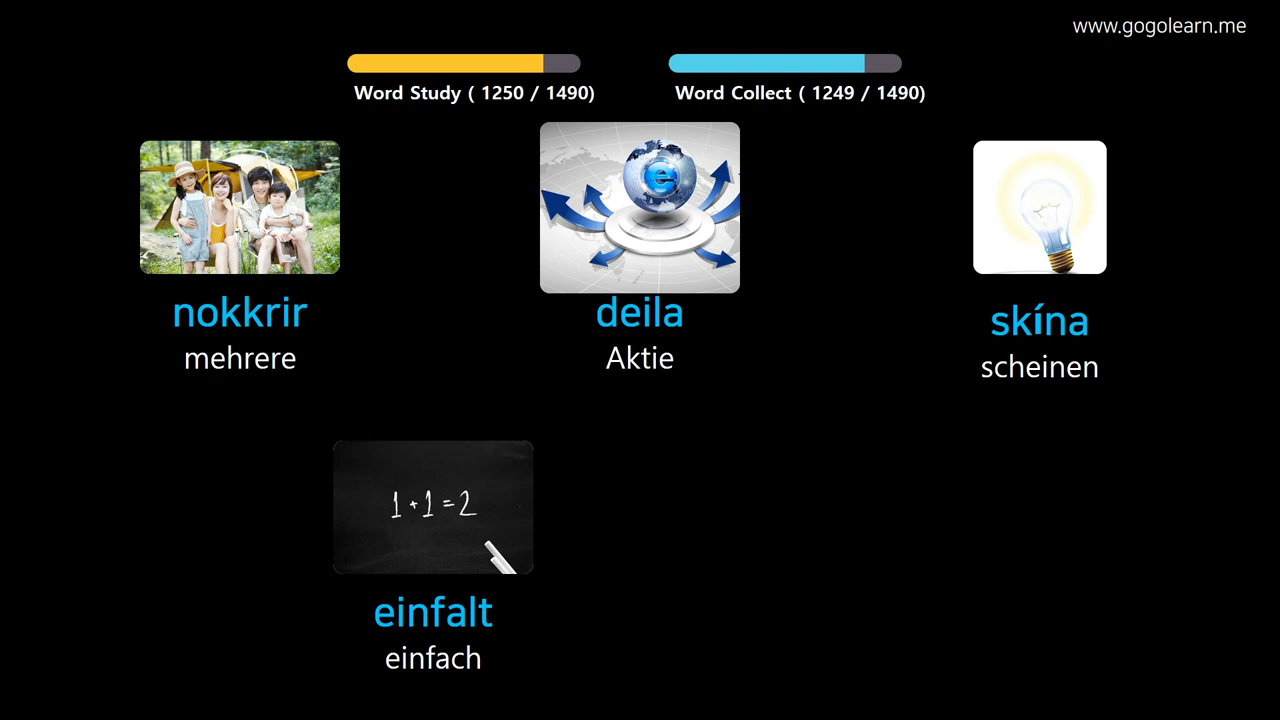 www.gogolearn.me
Word Study ( 1250 / 1490)
Word Collect ( 1249 / 1490)
e
nokkrir
mehrere
deila
Aktie
skína
scheinen
1 + 1 = 2
einfalt
einfach